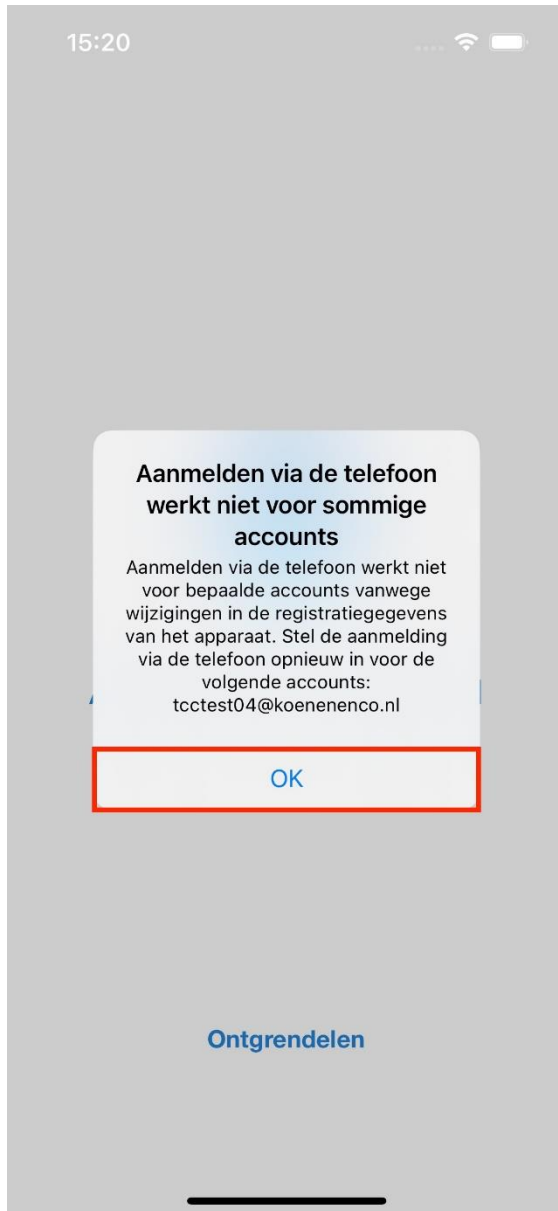 15:20
Aanmelden via de telefoon
werkt niet voor sommige
accounts
Aanmelden via de telefoon werkt niet
voor bepaalde accounts vanwege
wijzigingen in de registratiegegevens
van het apparaat. Stel de aanmelding
via de telefoon opnieuw in voor de
volgende accounts:
tcctest04@koenenenco.nl
OK
Ontgrendelen